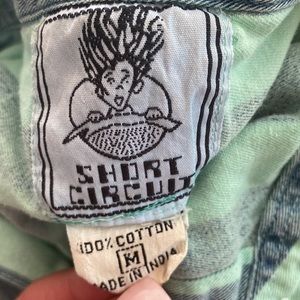 SHORT
CIRCUIT
100% COTTON
M
MADE IN INDIA